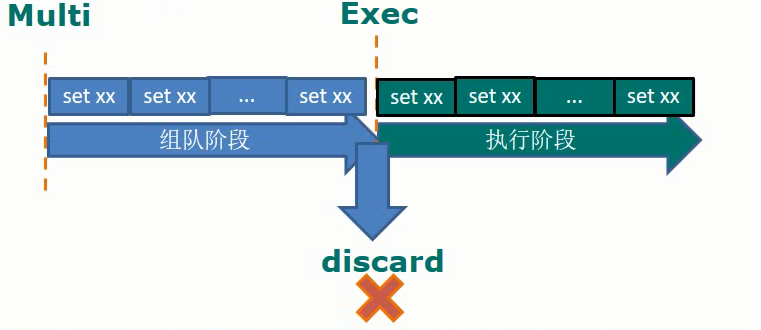 Multi
Exec
set xx set xx ... set xx
set xx set xx ... set xx
组队阶段
执行阶段
discard